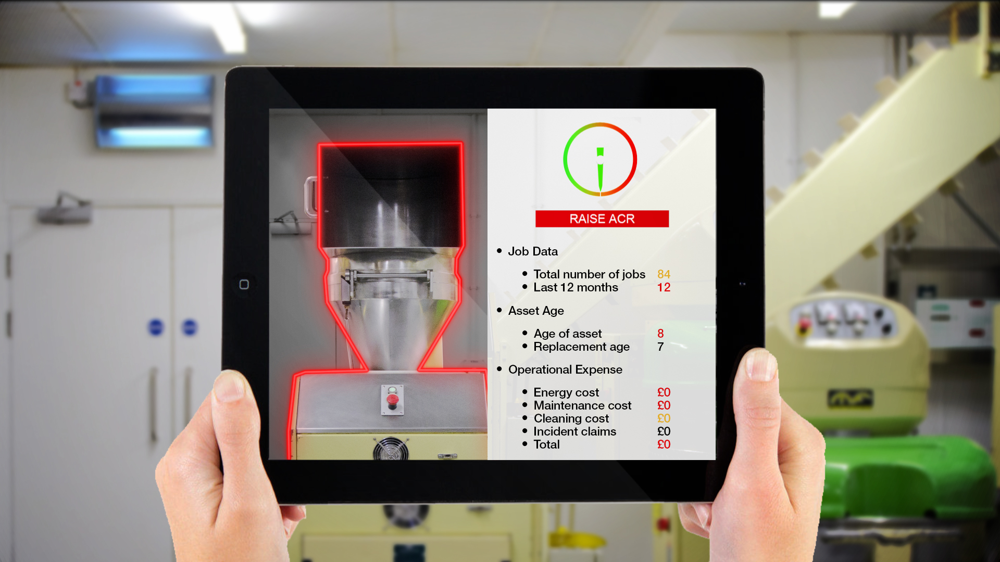 RAISE ACR
• Job Data
• Total number of jobs 84
• Last 12 months 12
• Asset Age
• Age of asset 8
• Replacement age 7
• Operational Expense
• Energy cost £0
• Maintenance cost £0
• Cleaning cost £0
• Incident claims £0
• Total £0